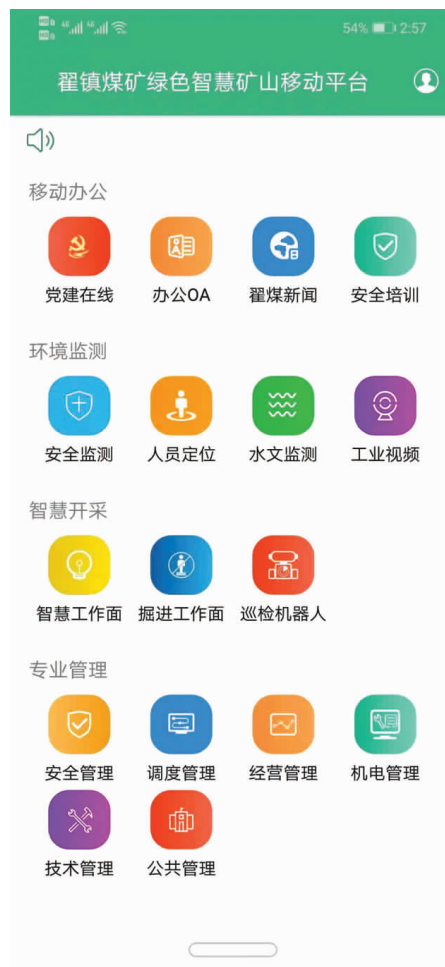 54% 2:57
翟镇煤矿绿色智慧矿山移动平台
移动办公
党建在线 办公OA 翟煤新闻 安全培训
环境监测
安全监测 人员定位 水文监测 工业视频
智慧开采
智慧工作面 掘进工作面 巡检机器人
专业管理
安全管理 调度管理 经营管理 机电管理
技术管理 公共管理